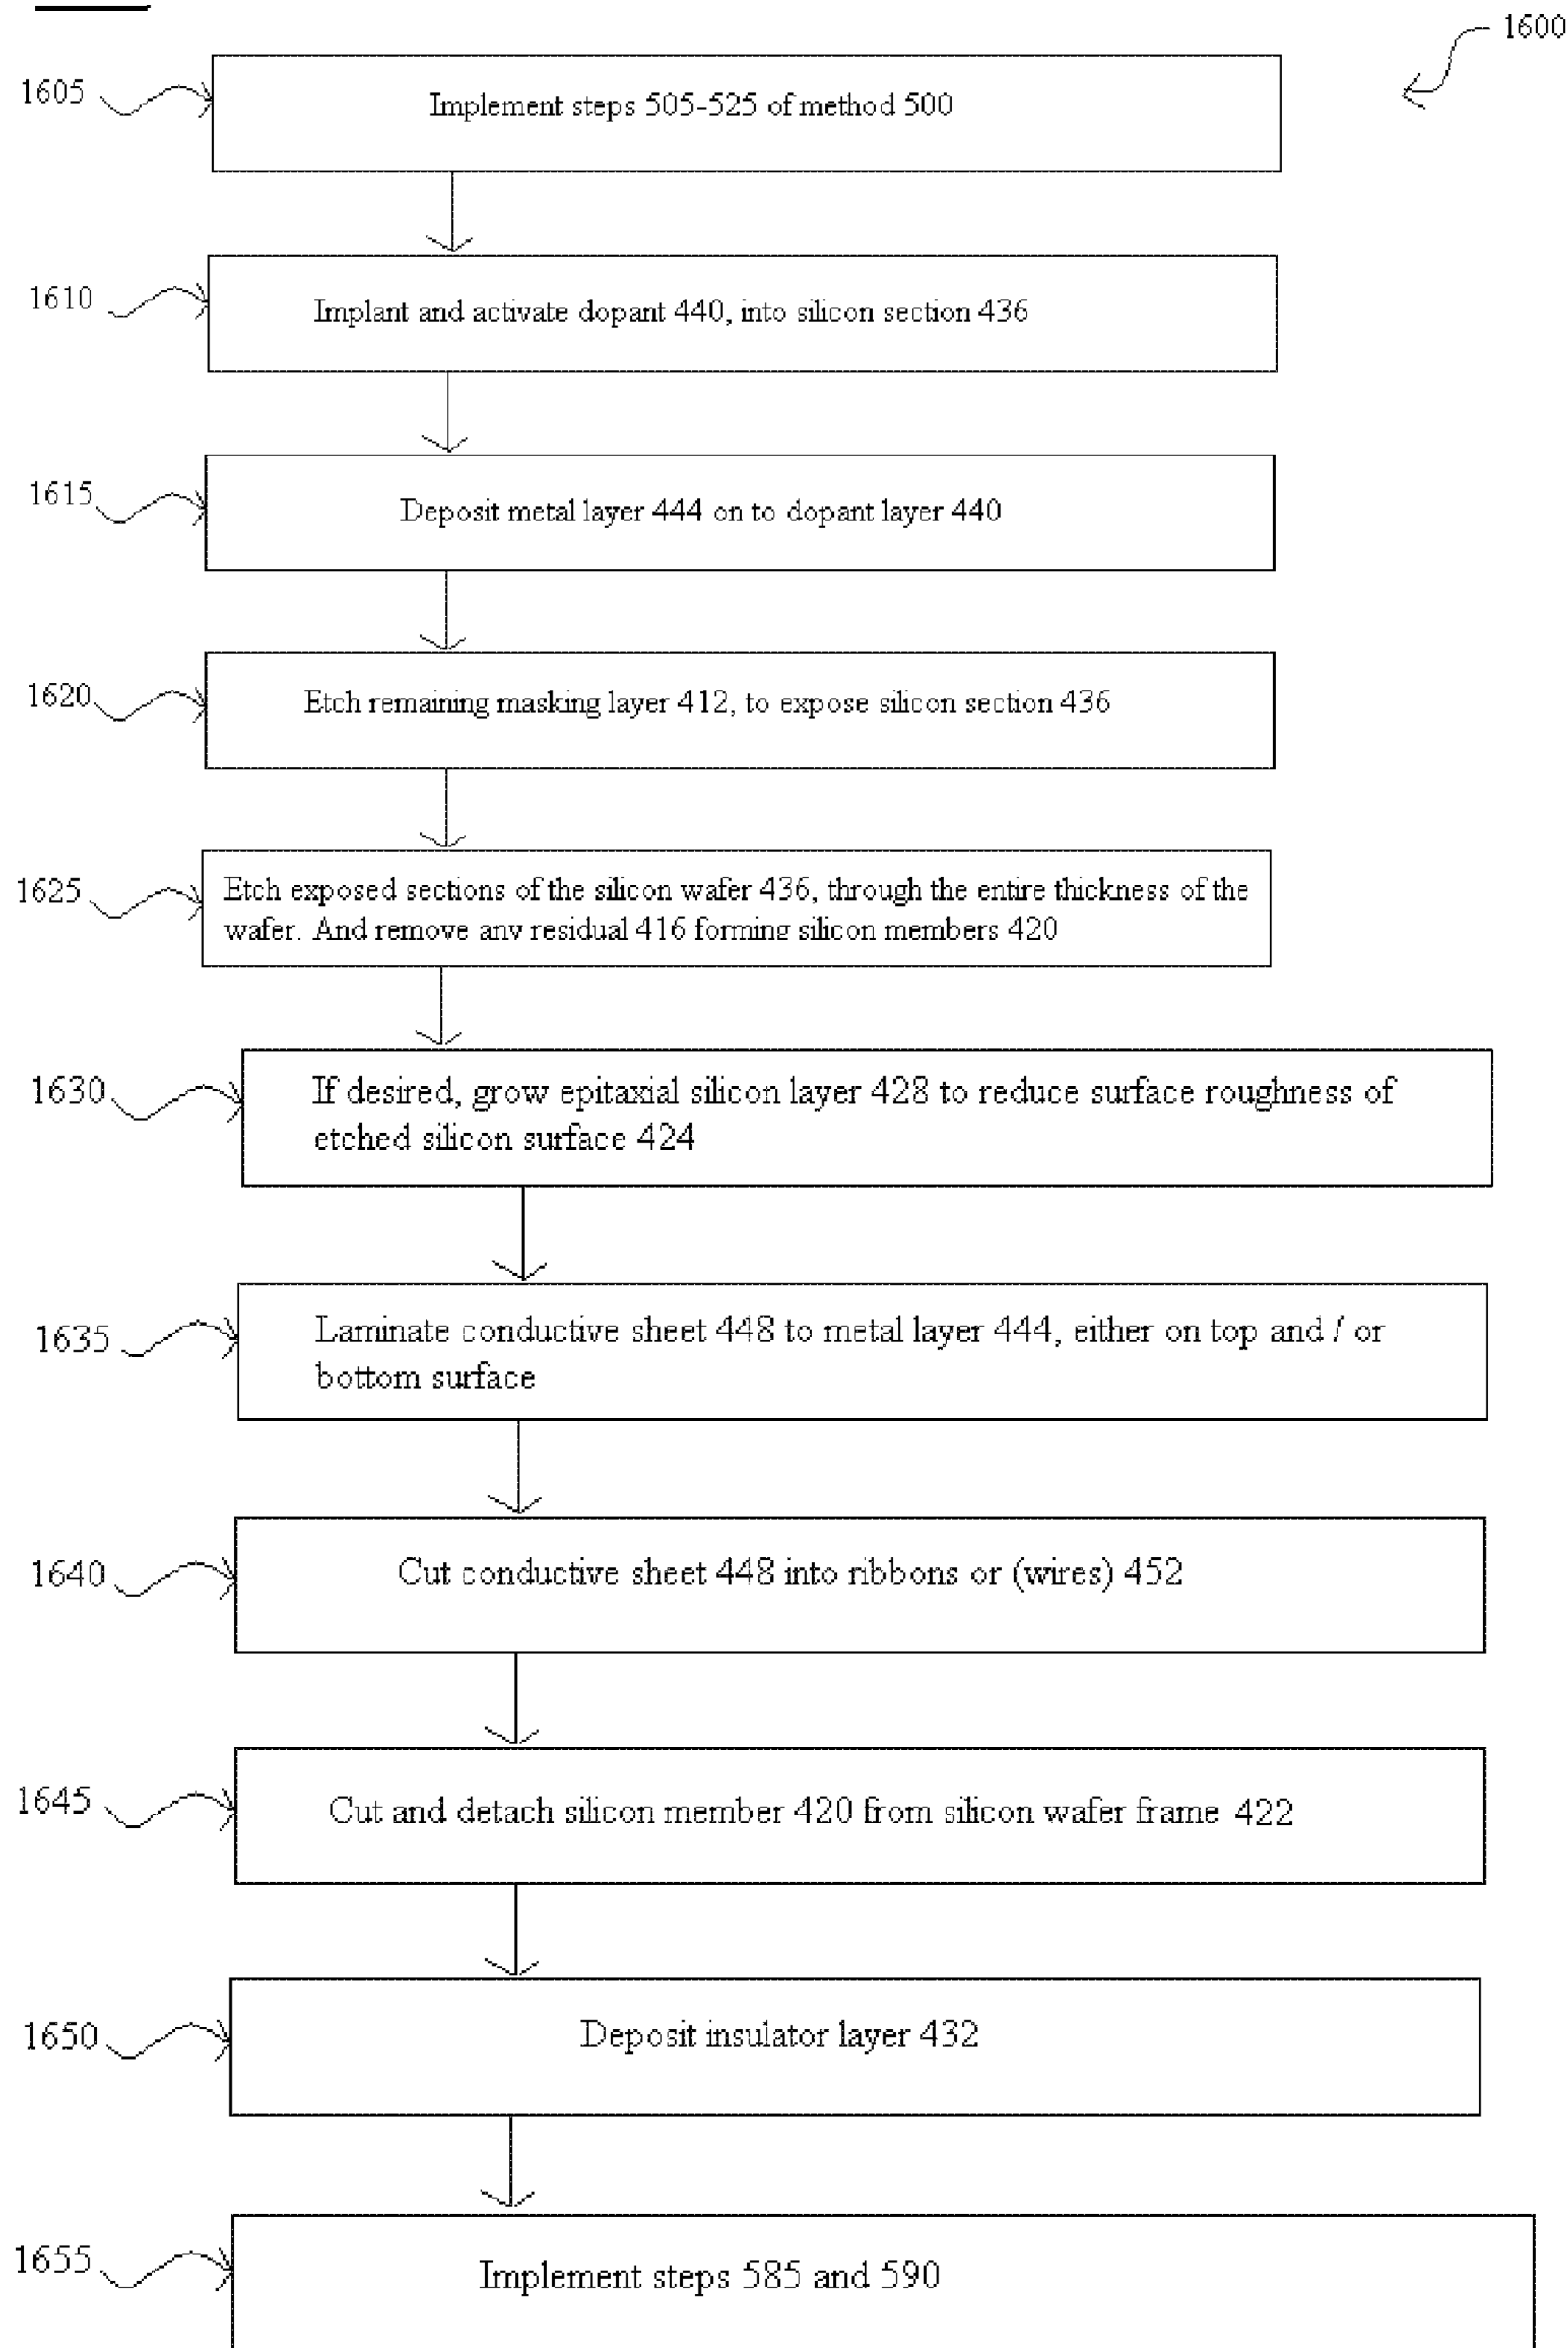 1600
1605
Implement steps 505-525 of method 500
1610
Implant and activate dopant 440, into silicon section 436
1615
Deposit metal layer 444 on to dopant layer 440
1620
Etch remaining masking layer 412, to expose silicon section 436
1625
Etch exposed sections of the silicon wafer 436, through the entire thickness of the
wafer. And remove any residual 416 forming silicon members 420
1630
If desired, grow epitaxial silicon layer 428 to reduce surface roughness of
etched silicon surface 424
1635
Laminate conductive sheet 448 to metal layer 444, either on top and / or
bottom surface
1640
Cut conductive sheet 448 into ribbons or (wires) 452
1645
Cut and detach silicon member 420 from silicon wafer frame 422
1650
Deposit insulator layer 432
1655
Implement steps 585 and 590